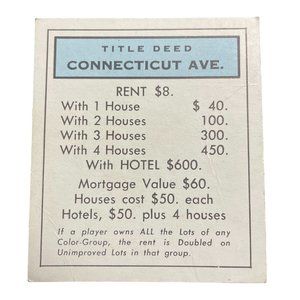 TITLE DEED
CONNECTICUT AVE.
RENT $8.
With 1 House $ 40.
With 2 Houses 100.
With 3 Houses 300.
With 4 Houses 450.
With HOTEL $600.
Mortgage Value $60.
Houses cost $50. each
Hotels, $50. plus 4 houses
If a player owns ALL the Lots of any
Color-Group, the rent is Doubled on
Unimproved Lots in that group.